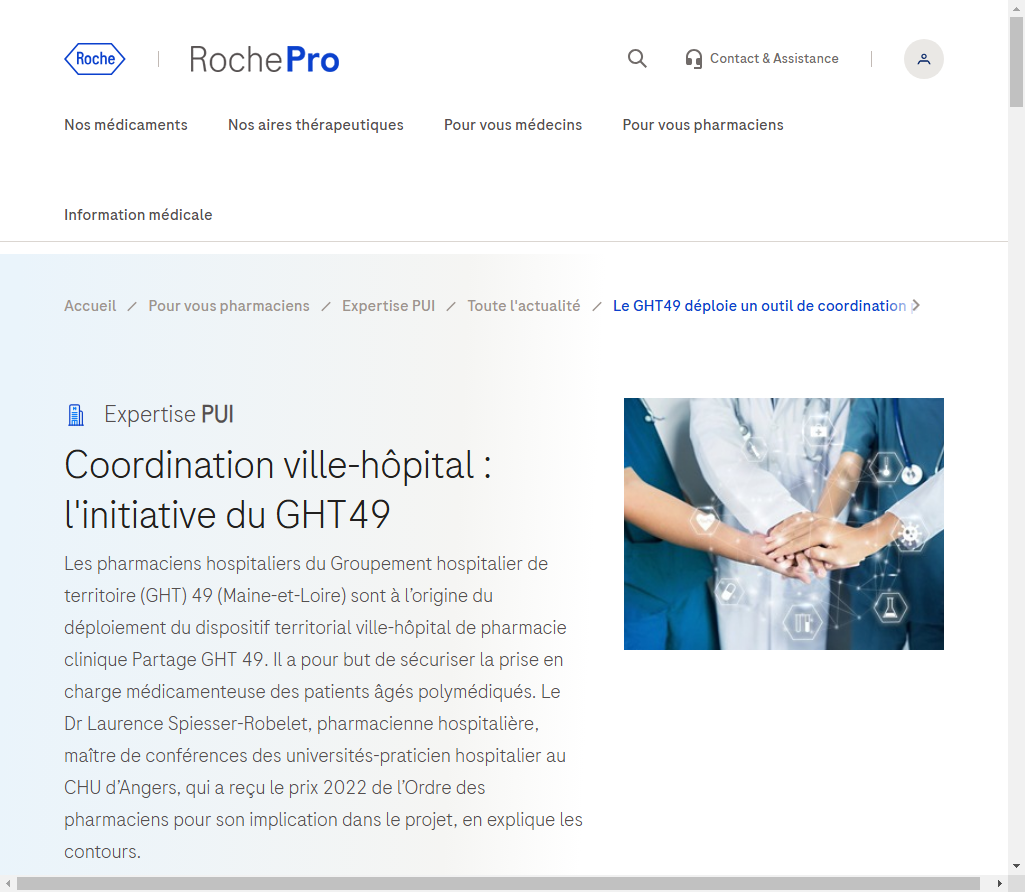 Roche
RochePro
Contact & Assistance
Nos médicaments
Nos aires thérapeutiques
Pour vous médecins
Pour vous pharmaciens
Information médicale
Accueil / Pour vous pharmaciens / Expertise PUI / Toute l'actualité / Le GHT49 déploie un outil de coordination
Expertise PUI
Coordination ville-hôpital :
l'initiative du GHT49
Les pharmaciens hospitaliers du Groupement hospitalier de
territoire (GHT) 49 (Maine-et-Loire) sont à l’origine du
déploiement du dispositif territorial ville-hôpital de pharmacie
clinique Partage GHT 49. Il a pour but de sécuriser la prise en
charge médicamenteuse des patients âgés polymédiqués. Le
Dr Laurence Spiesser-Robelet, pharmacienne hospitalière,
maître de conférences des universités-praticien hospitalier au
CHU d’Angers, qui a reçu le prix 2022 de l’Ordre des
pharmaciens pour son implication dans le projet, en explique les
contours.